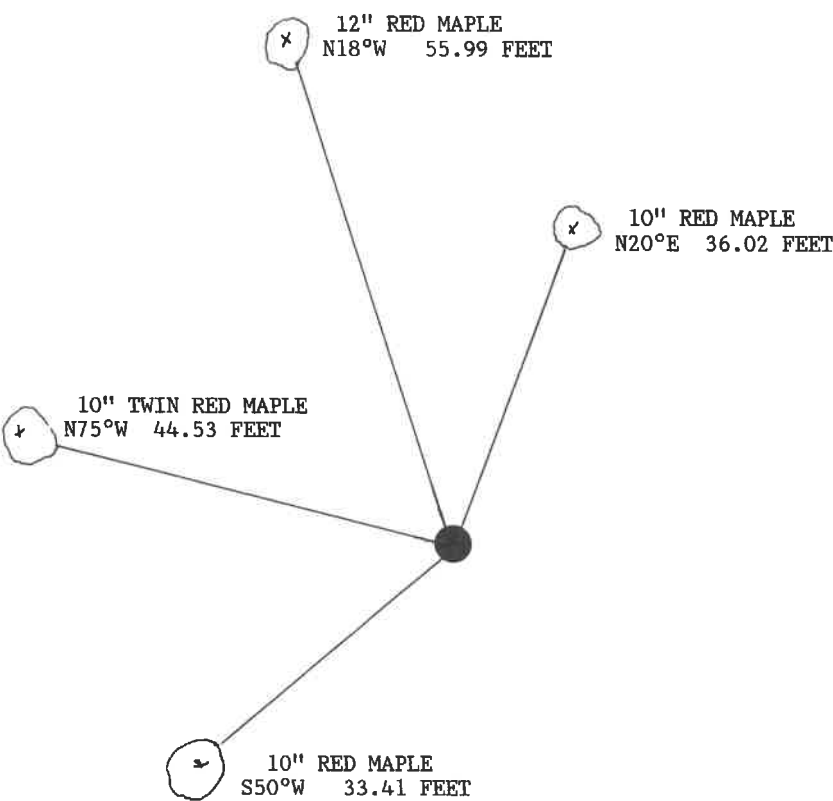 12" RED MAPLE
N18°W 55.99 FEET
10" RED MAPLE
N20°E 36.02 FEET
10" TWIN RED MAPLE
N75°W 44.53 FEET
10" RED MAPLE
S50°W 33.41 FEET